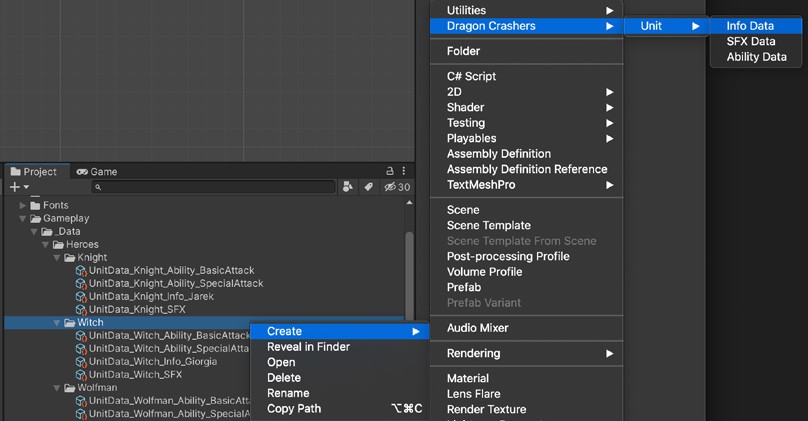 Utilities
Dragon Crashers
Unit
Info Data
SFX Data
Ability Data
Folder
C# Script
2D
Shader
Testing
Playables
Assembly Definition
Assembly Definition Reference
TextMeshPro
Scene
Scene Template
Scene Template From Scene
Post-processing Profile
Volume Profile
Prefab
Prefab Variant
Audio Mixer
Rendering
Material
Lens Flare
Render Texture
Project
Game
30
Fonts
Gameplay
_Data
Heroes
Knight
UnitData_Knight_Ability_BasicAttack
UnitData_Knight_Ability_SpecialAttack
UnitData_Knight_Info_Jarek
UnitData_Knight_SFX
Witch
UnitData_Witch_Ability_BasicAttack
UnitData_Witch_Ability_SpecialAtta
UnitData_Witch_Info_Giorgia
UnitData_Witch_SFX
Wolfman
UnitData_Wolfman_Ability_BasicAtt
UnitData_Wolfman_Ability_SpecialA
Create
Reveal in Finder
Open
Delete
Rename
Copy Path ⌥⌘C